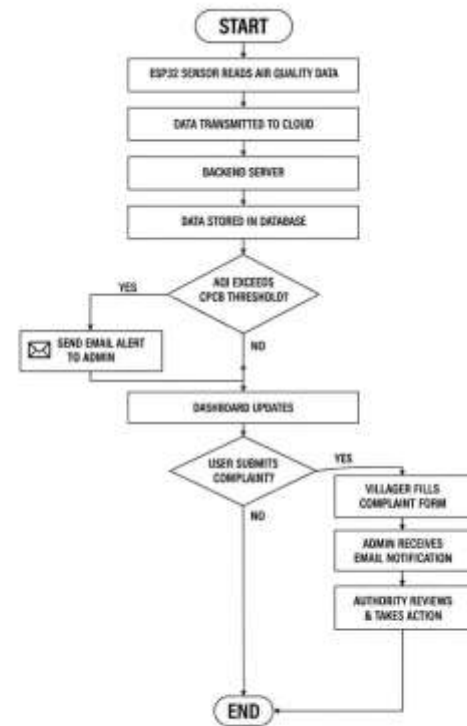 START
ESP32 SENSOR READS AIR QUALITY DATA
DATA TRANSMITTED TO CLOUD
BACKEND SERVER
DATA STORED IN DATABASE
AQI EXCEEDS
CPCB THRESHOLD?
YES
SEND EMAIL ALERT
TO ADMIN
NO
DASHBOARD UPDATES
USER SUBMITS
COMPLAINT?
YES
VILLAGER FILLS
COMPLAINT FORM
NO
ADMIN RECEIVES
EMAIL NOTIFICATION
AUTHORITY REVIEWS
& TAKES ACTION
END